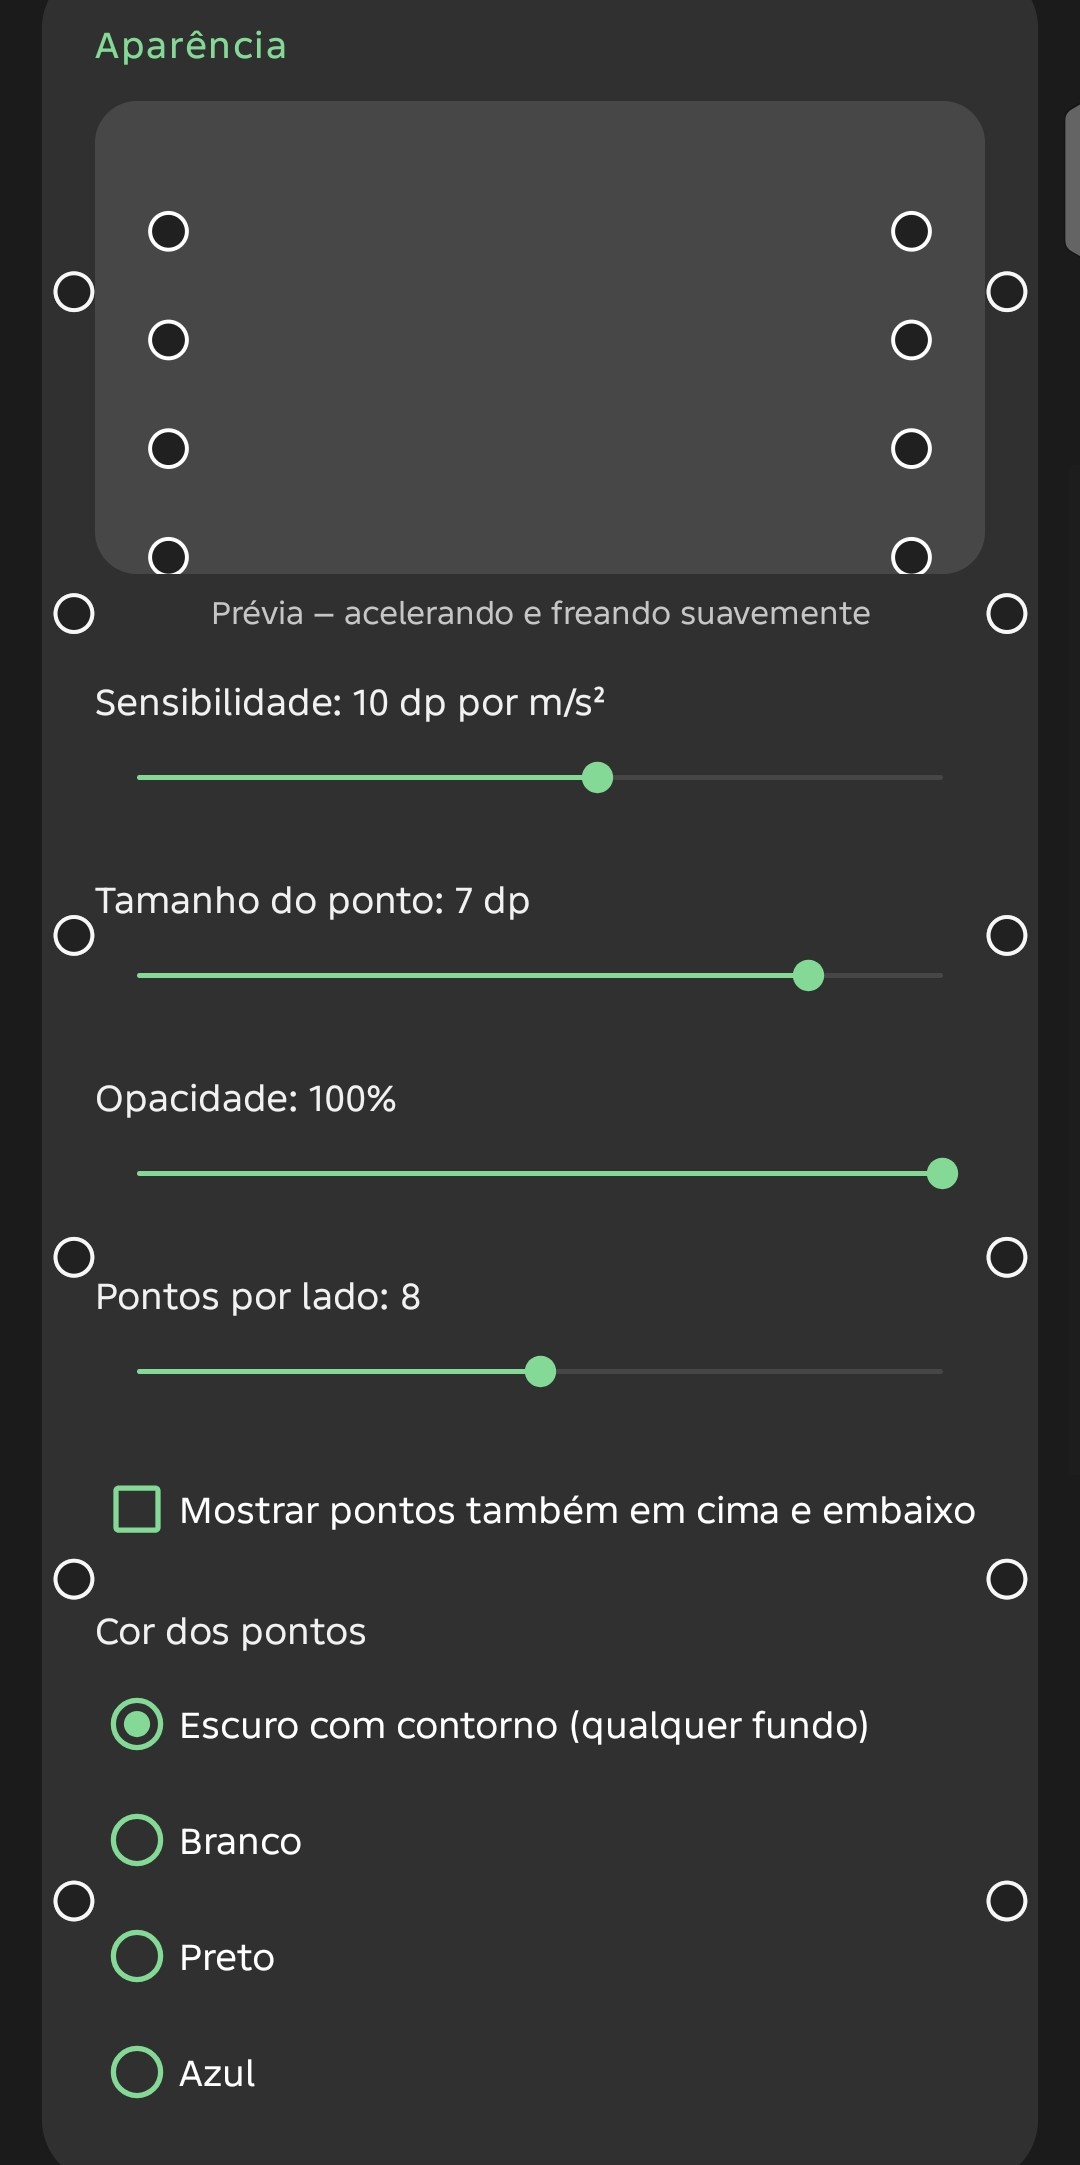 Aparência
Prévia – acelerando e freando suavemente
Sensibilidade: 10 dp por m/s²
Tamanho do ponto: 7 dp
Opacidade: 100%
Pontos por lado: 8
Mostrar pontos também em cima e embaixo
Cor dos pontos
Escuro com contorno (qualquer fundo)
Branco
Preto
Azul